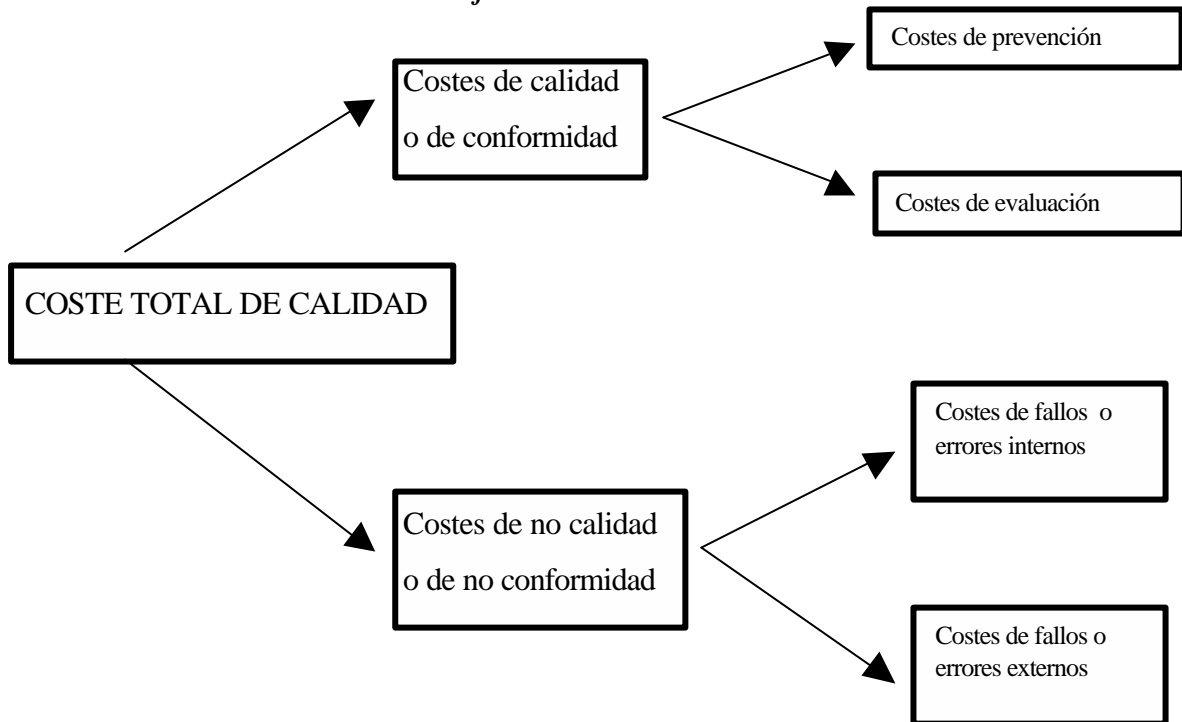 Costes de prevención
Costes de calidad
o de conformidad
Costes de evaluación
COSTE TOTAL DE CALIDAD
Costes de fallos o
errores internos
Costes de no calidad
o de no conformidad
Costes de fallos o
errores externos